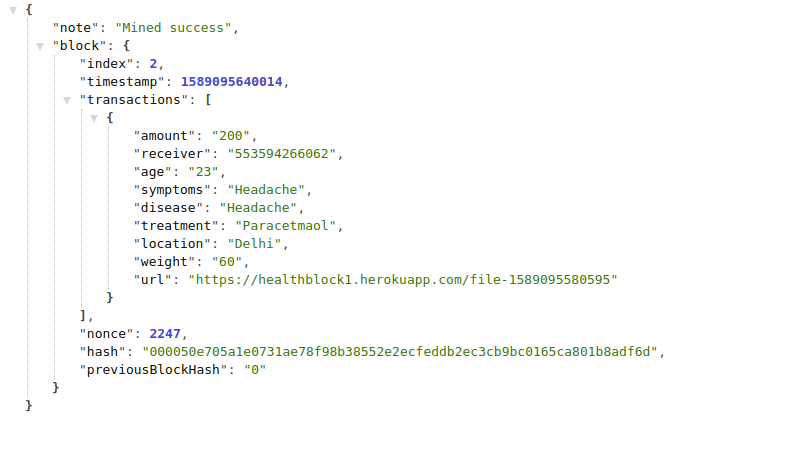 {
"note": "Mined success",
"block": {
"index": 2,
"timestamp": 1589095640014,
"transactions": [
{
"amount": "200",
"receiver": "553594266062",
"age": "23",
"symptoms": "Headache",
"disease": "Headache",
"treatment": "Paracetmaol",
"location": "Delhi",
"weight": "60",
"url": "https://healthblock1.herokuapp.com/file-1589095580595"
}
],
"nonce": 2247,
"hash": "000050e705a1e0731ae78f98b38552e2ecfeddb2ec3cb9bc0165ca801b8adf6d",
"previousBlockHash": "0"
}
}